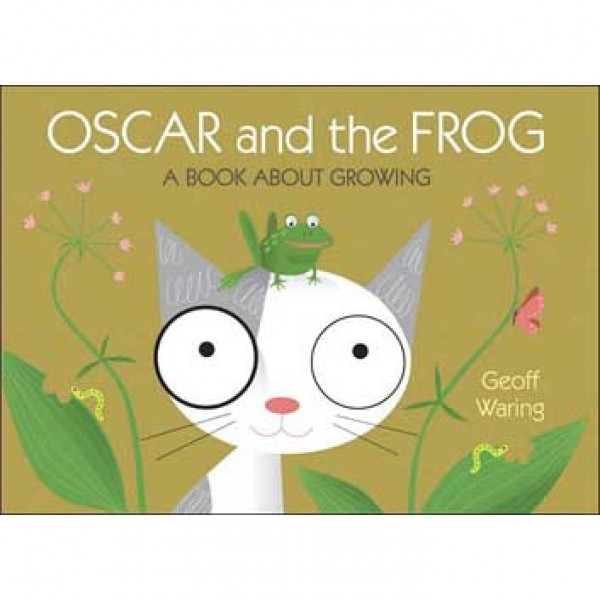 OSCAR and the FROG
A BOOK ABOUT GROWING
Geoff
Waring